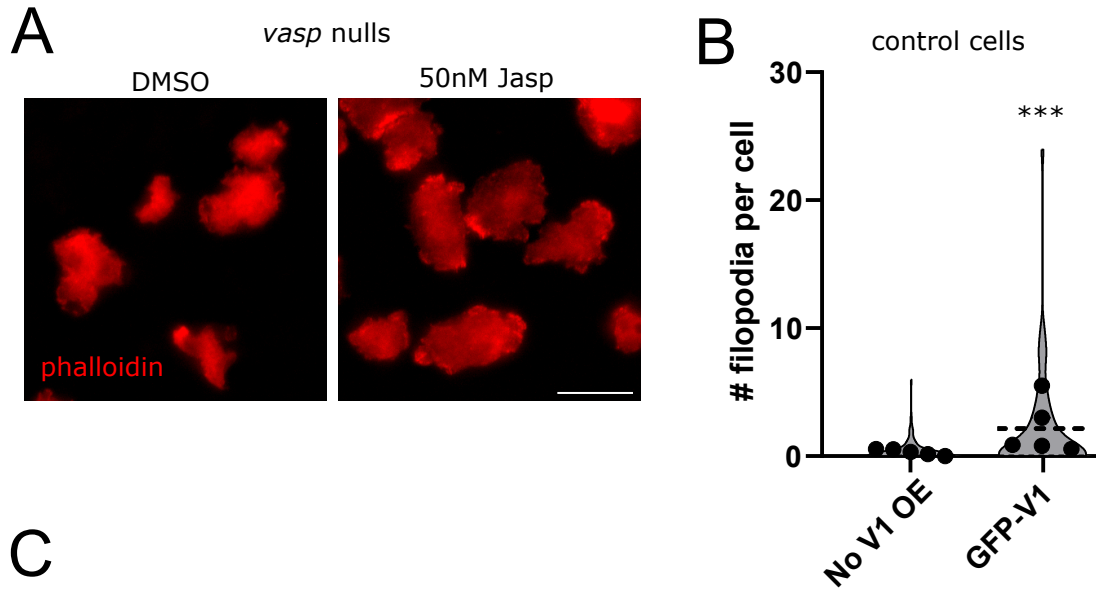 A
vasp nulls
DMSO
50nM Jasp
phalloidin
B
control cells
# filopodia per cell
30
20
10
0
***
No V1 OE
GFP-V1
C